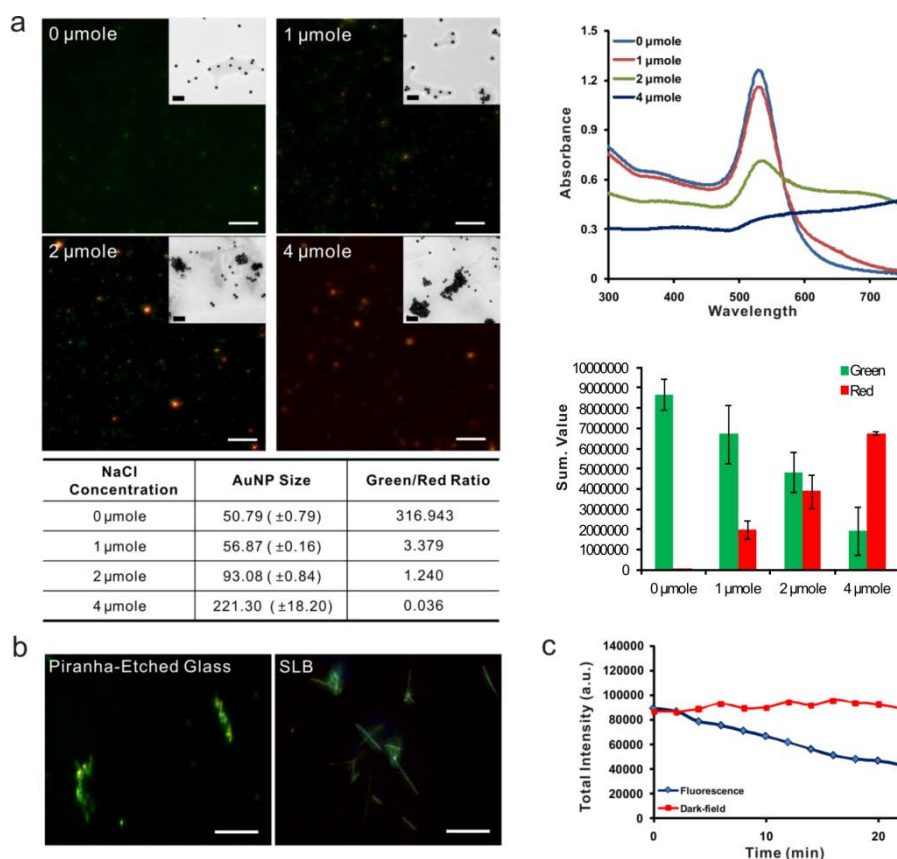 a
0 µmole
1 µmole
2 µmole
4 µmole
0 µmole
1 µmole
2 µmole
4 µmole
1.5
1.2
0.9
0.6
0.3
0
Absorbance
300 400 500 600 700
Wavelength
NaCl Concentration AuNP Size Green/Red Ratio
0 µmole 50.79 ( ±0.79) 316.943
1 µmole 56.87 ( ±0.16) 3.379
2 µmole 93.08 ( ±0.84) 1.240
4 µmole 221.30 (±18.20) 0.036
Green
Red
10000000
9000000
8000000
7000000
6000000
5000000
4000000
3000000
2000000
1000000
0
Sum. Value
0 µmole 1 µmole 2 µmole 4 µmole
b
Piranha-Etched Glass
SLB
c
140000
120000
100000
80000
60000
40000
20000
0
Total Intensity (a.u.)
Fluorescence
Dark-field
0 10 20
Time (min)